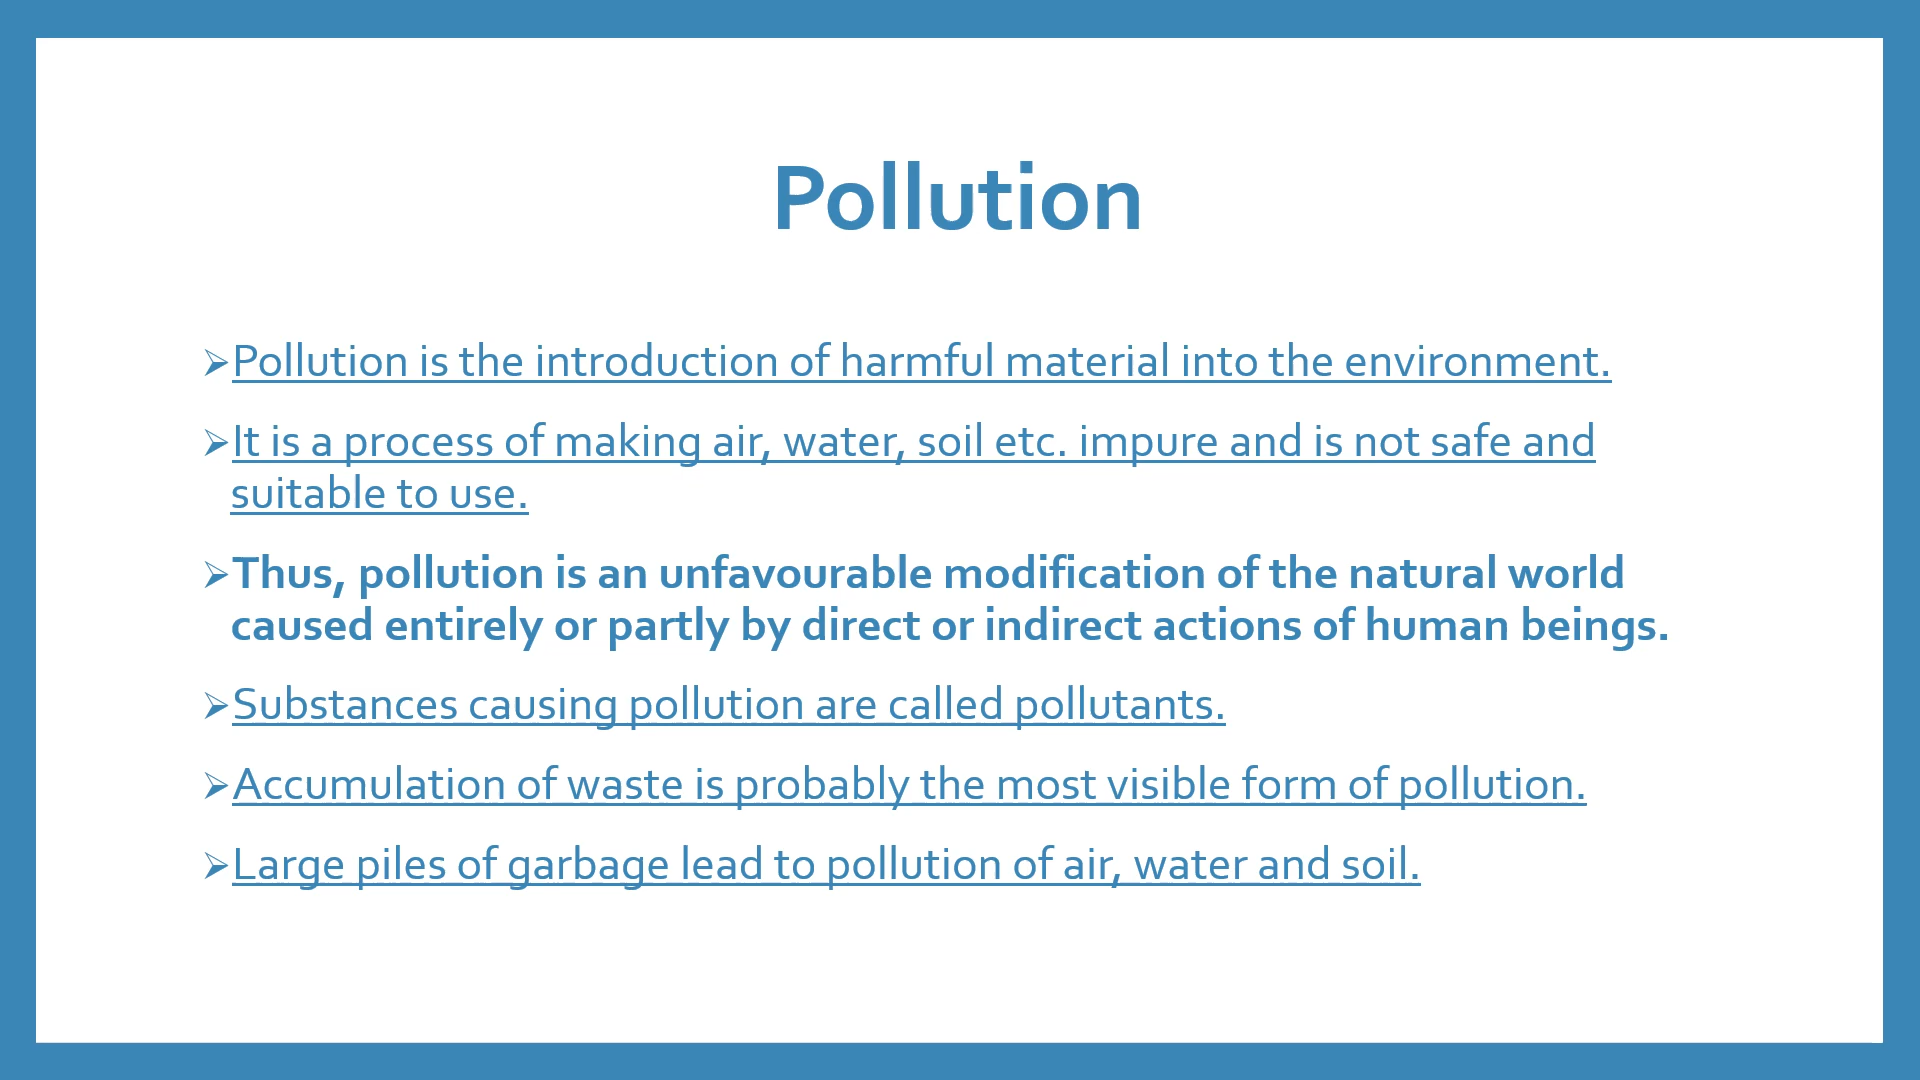 Pollution
➢Pollution is the introduction of harmful material into the environment.
➢It is a process of making air, water, soil etc. impure and is not safe and
suitable to use.
➢Thus, pollution is an unfavourable modification of the natural world
caused entirely or partly by direct or indirect actions of human beings.
➢Substances causing pollution are called pollutants.
➢Accumulation of waste is probably the most visible form of pollution.
➢Large piles of garbage lead to pollution of air, water and soil.